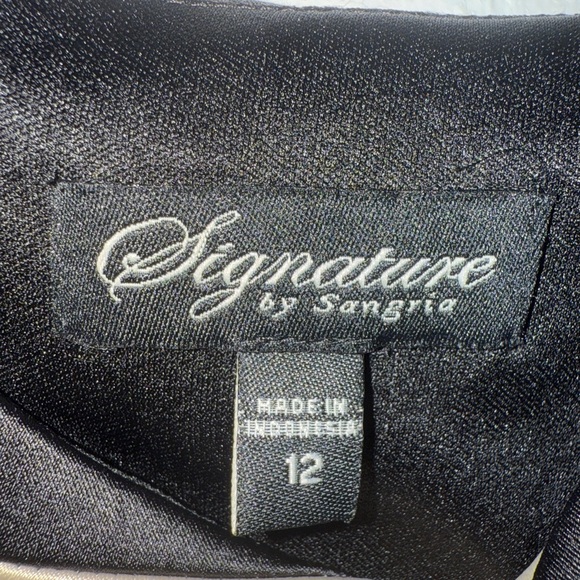 Signature
by Sangria
MADE IN
INDONISIA
12